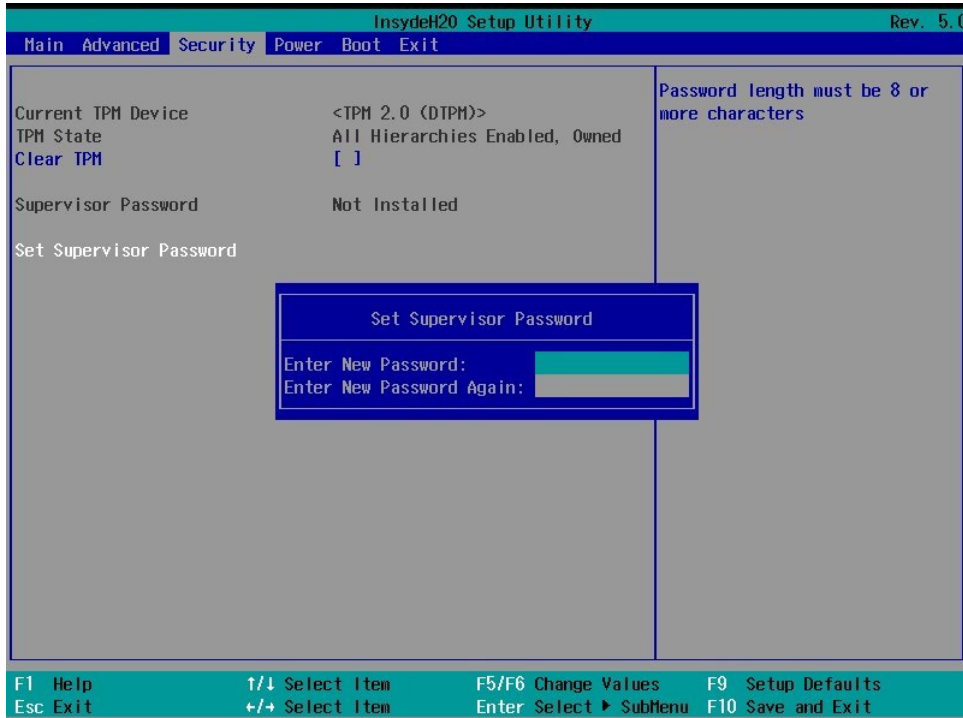 InsydeH20 Setup Utility Rev. 5.0
Main Advanced Security Power Boot Exit
Password length must be 8 or
more characters
Current TPM Device <TPM 2.0 (DTPM)>
TPM State All Hierarchies Enabled, Owned
Clear TPM [ ]
Supervisor Password Not Installed
Set Supervisor Password
Set Supervisor Password
Enter New Password:
Enter New Password Again:
F1 Help ↑/↓ Select Item F5/F6 Change Values F9 Setup Defaults
Esc Exit ←/→ Select Item Enter Select ▶ SubMenu F10 Save and Exit